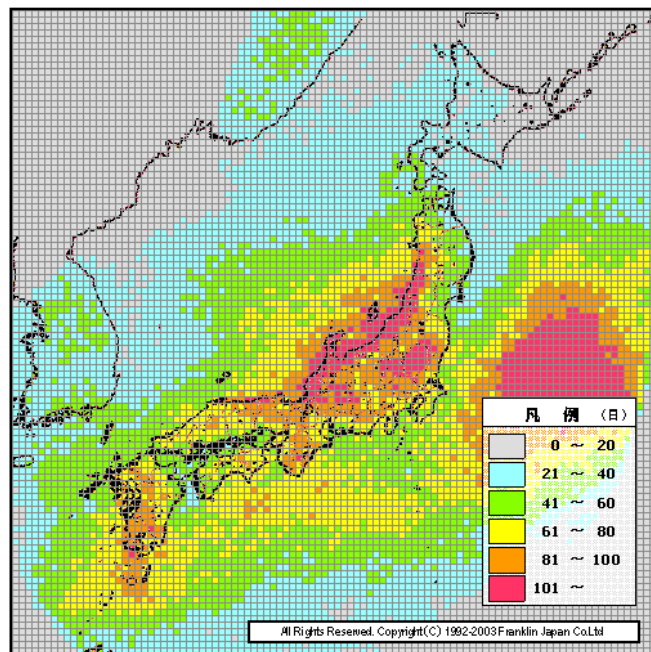 凡 例 (日)
0 ～ 20
21 ～ 40
41 ～ 60
61 ～ 80
81 ～ 100
101 ～
All Rights Reserved. Copyright(C) 1992-2003 Franklin Japan Co.Ltd